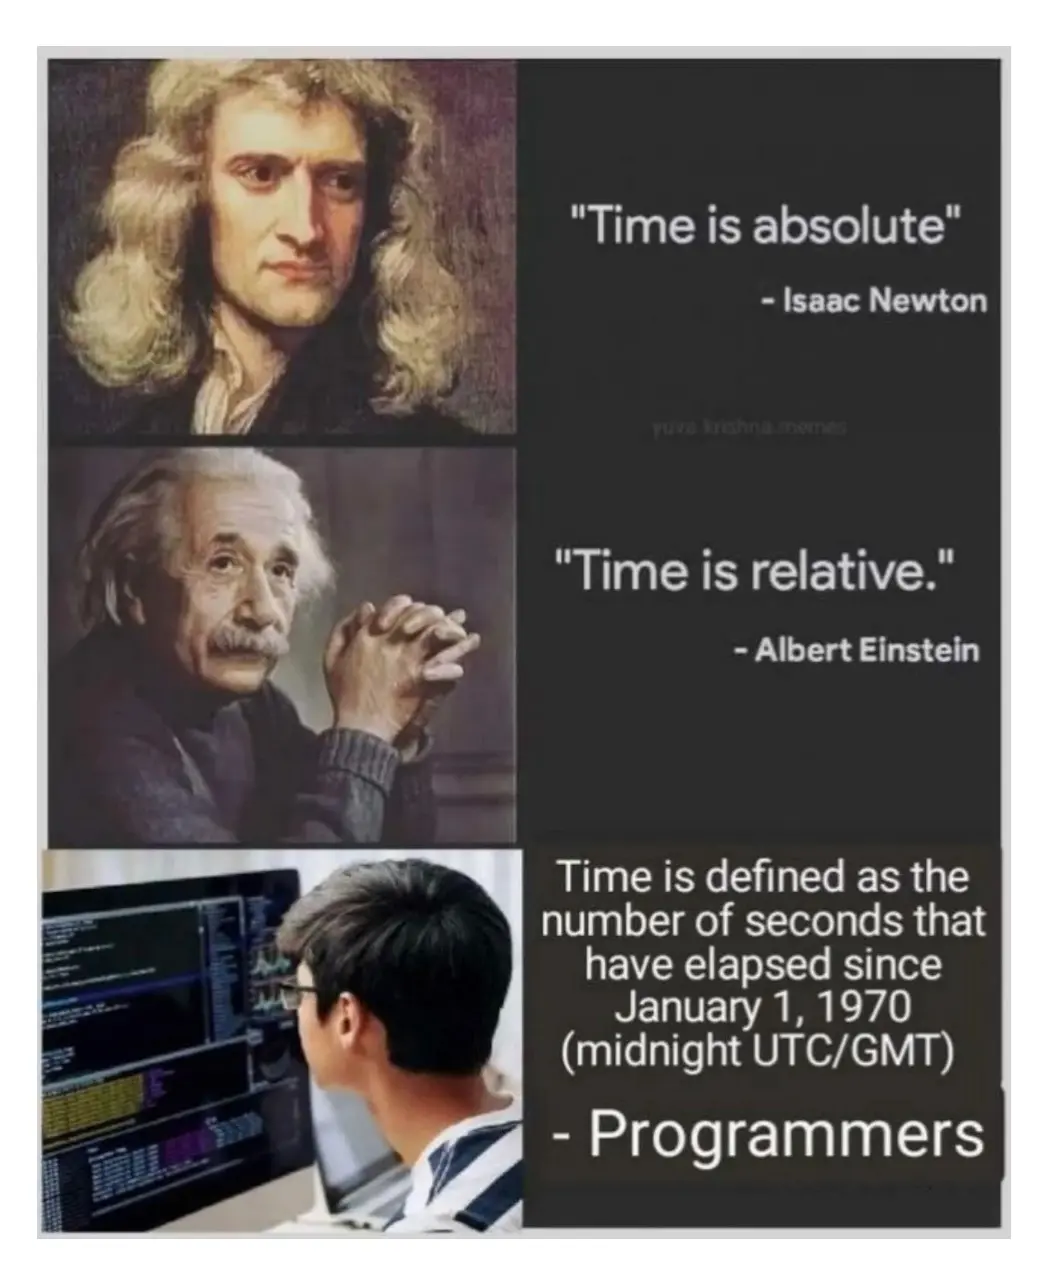 "Time is absolute"
- Isaac Newton
yuva.krishna.memes
"Time is relative."
- Albert Einstein
Time is defined as the
number of seconds that
have elapsed since
January 1, 1970
(midnight UTC/GMT)
- Programmers